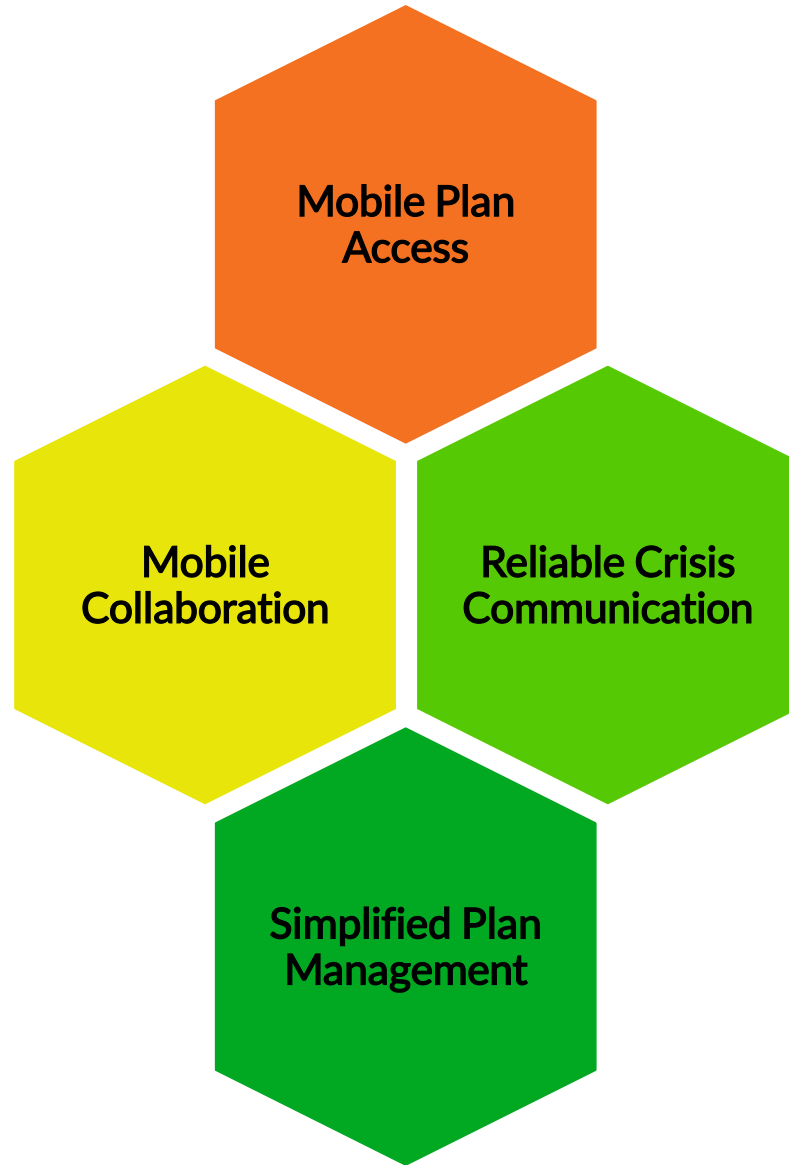 Mobile Plan
Access
Mobile
Collaboration
Reliable Crisis
Communication
Simplified Plan
Management